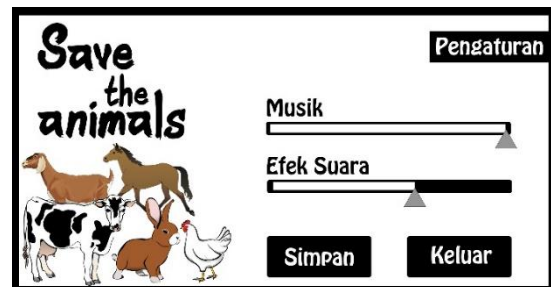 Save
the
animals
Pengaturan
Musik
Efek Suara
Simpan
Keluar